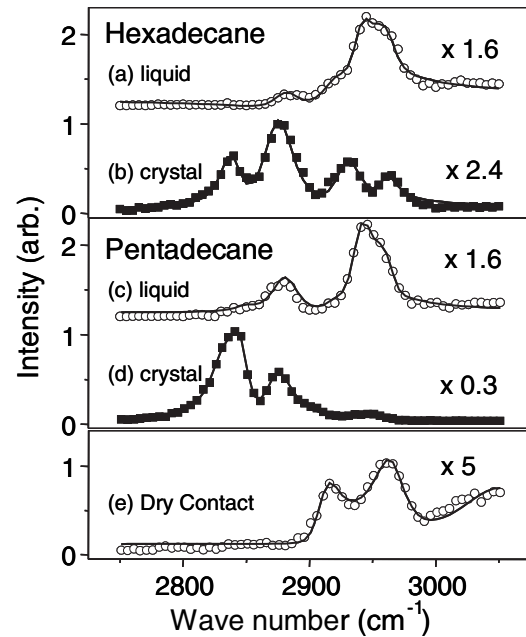 Hexadecane
(a) liquid
x 1.6
(b) crystal
x 2.4
2
1
0
Pentadecane
(c) liquid
x 1.6
(d) crystal
x 0.3
2
1
0
(e) Dry Contact
x 5
1
0
Intensity (arb.)
2800 2900 3000
Wave number (cm⁻¹)